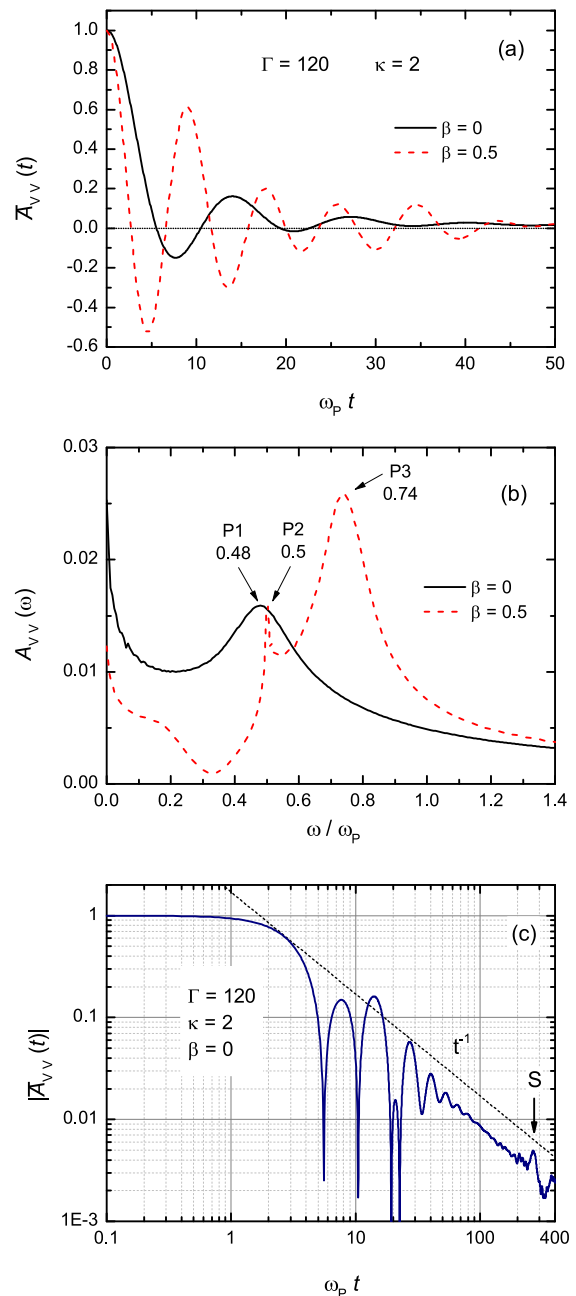 (a)
Γ = 120 κ = 2
β = 0
β = 0.5
A̅VV (t)
1.0
0.8
0.6
0.4
0.2
0.0
-0.2
-0.4
-0.6
0 10 20 30 40 50
ωP t
(b)
P3
0.74
P1 P2
0.48 0.5
β = 0
β = 0.5
AVV (ω)
0.03
0.02
0.01
0.00
0.0 0.2 0.4 0.6 0.8 1.0 1.2 1.4
ω / ωP
(c)
Γ = 120
κ = 2
β = 0
t-1
S
|A̅VV (t)|
1
0.1
0.01
1E-3
0.1 1 10 100 400
ωP t